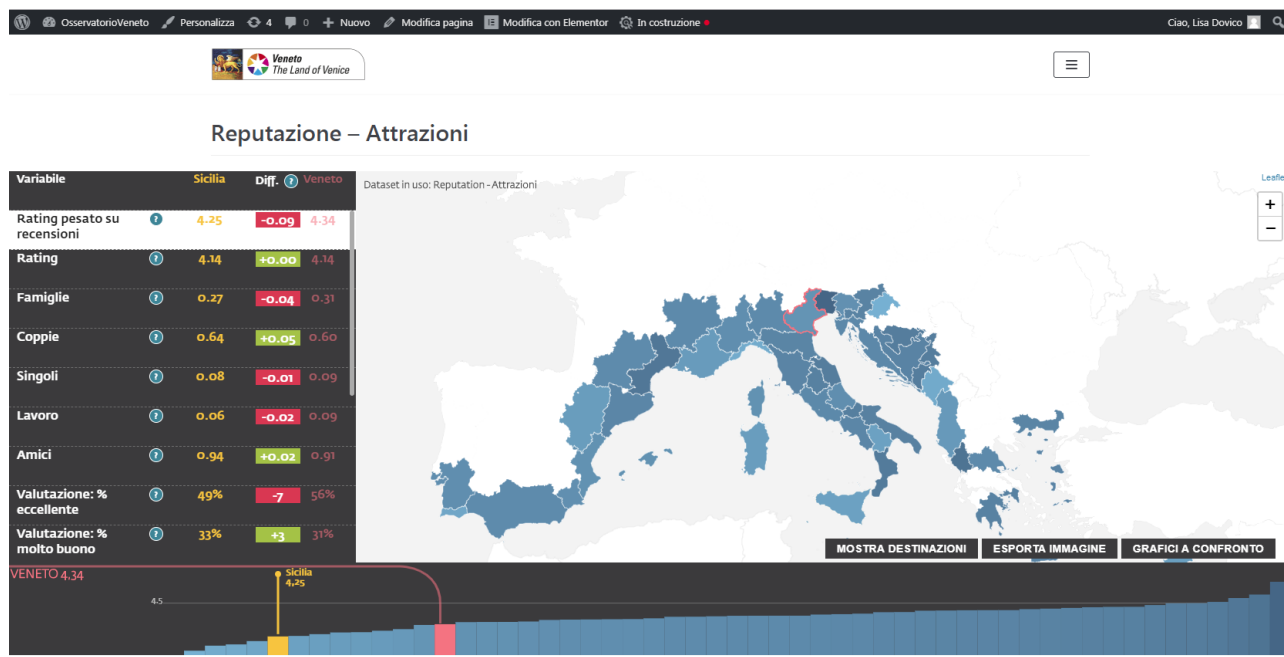 OsservatorioVeneto Personalizza 4 0 + Nuovo Modifica pagina Modifica con Elementor In costruzione Ciao, Lisa Dovico
Veneto
The Land of Venice
Reputazione – Attrazioni
Variabile Sicilia Diff. ? Veneto
Dataset in uso: Reputation - Attrazioni
Leafle
+
−
Rating pesato su recensioni ? 4.25 -0.09 4.34
Rating ? 4.14 +0.00 4.14
Famiglie ? 0.27 -0.04 0.31
Coppie ? 0.64 +0.05 0.60
Singoli ? 0.08 -0.01 0.09
Lavoro ? 0.06 -0.02 0.09
Amici ? 0.94 +0.02 0.91
Valutazione: % eccellente ? 49% -7 56%
Valutazione: % molto buono ? 33% +3 31%
MOSTRA DESTINAZIONI ESPORTA IMMAGINE GRAFICI A CONFRONTO
VENETO 4.34
Sicilia
4,25
4.5